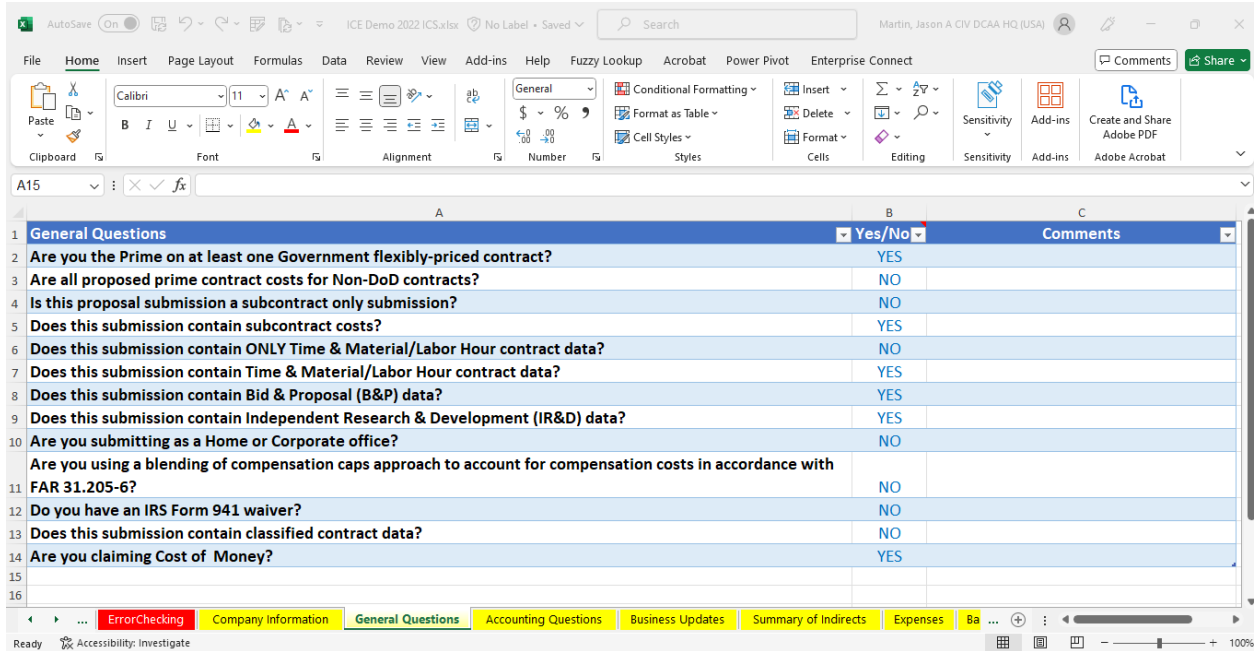 AutoSave On ICE Demo 2022 ICS.xlsx No Label • Saved Search Martin, Jason A CIV DCAA HQ (USA)
File Home Insert Page Layout Formulas Data Review View Add-ins Help Fuzzy Lookup Acrobat Power Pivot Enterprise Connect Comments Share
Calibri 11 A^ A˅ ab General Conditional Formatting Insert Σ
Paste B I U A $ % 9 Format as Table Delete Sensitivity Add-ins Create and Share Adobe PDF
.00 .00 Cell Styles Format
Clipboard Font Alignment Number Styles Cells Editing Sensitivity Add-ins Adobe Acrobat
A15 fx
A B C
1 General Questions Yes/No Comments
2 Are you the Prime on at least one Government flexibly-priced contract? YES
3 Are all proposed prime contract costs for Non-DoD contracts? NO
4 Is this proposal submission a subcontract only submission? NO
5 Does this submission contain subcontract costs? YES
6 Does this submission contain ONLY Time & Material/Labor Hour contract data? NO
7 Does this submission contain Time & Material/Labor Hour contract data? YES
8 Does this submission contain Bid & Proposal (B&P) data? YES
9 Does this submission contain Independent Research & Development (IR&D) data? YES
10 Are you submitting as a Home or Corporate office? NO
Are you using a blending of compensation caps approach to account for compensation costs in accordance with
11 FAR 31.205-6? NO
12 Do you have an IRS Form 941 waiver? NO
13 Does this submission contain classified contract data? NO
14 Are you claiming Cost of Money? YES
15
16
... ErrorChecking Company Information General Questions Accounting Questions Business Updates Summary of Indirects Expenses Ba ...
Ready Accessibility: Investigate 100%